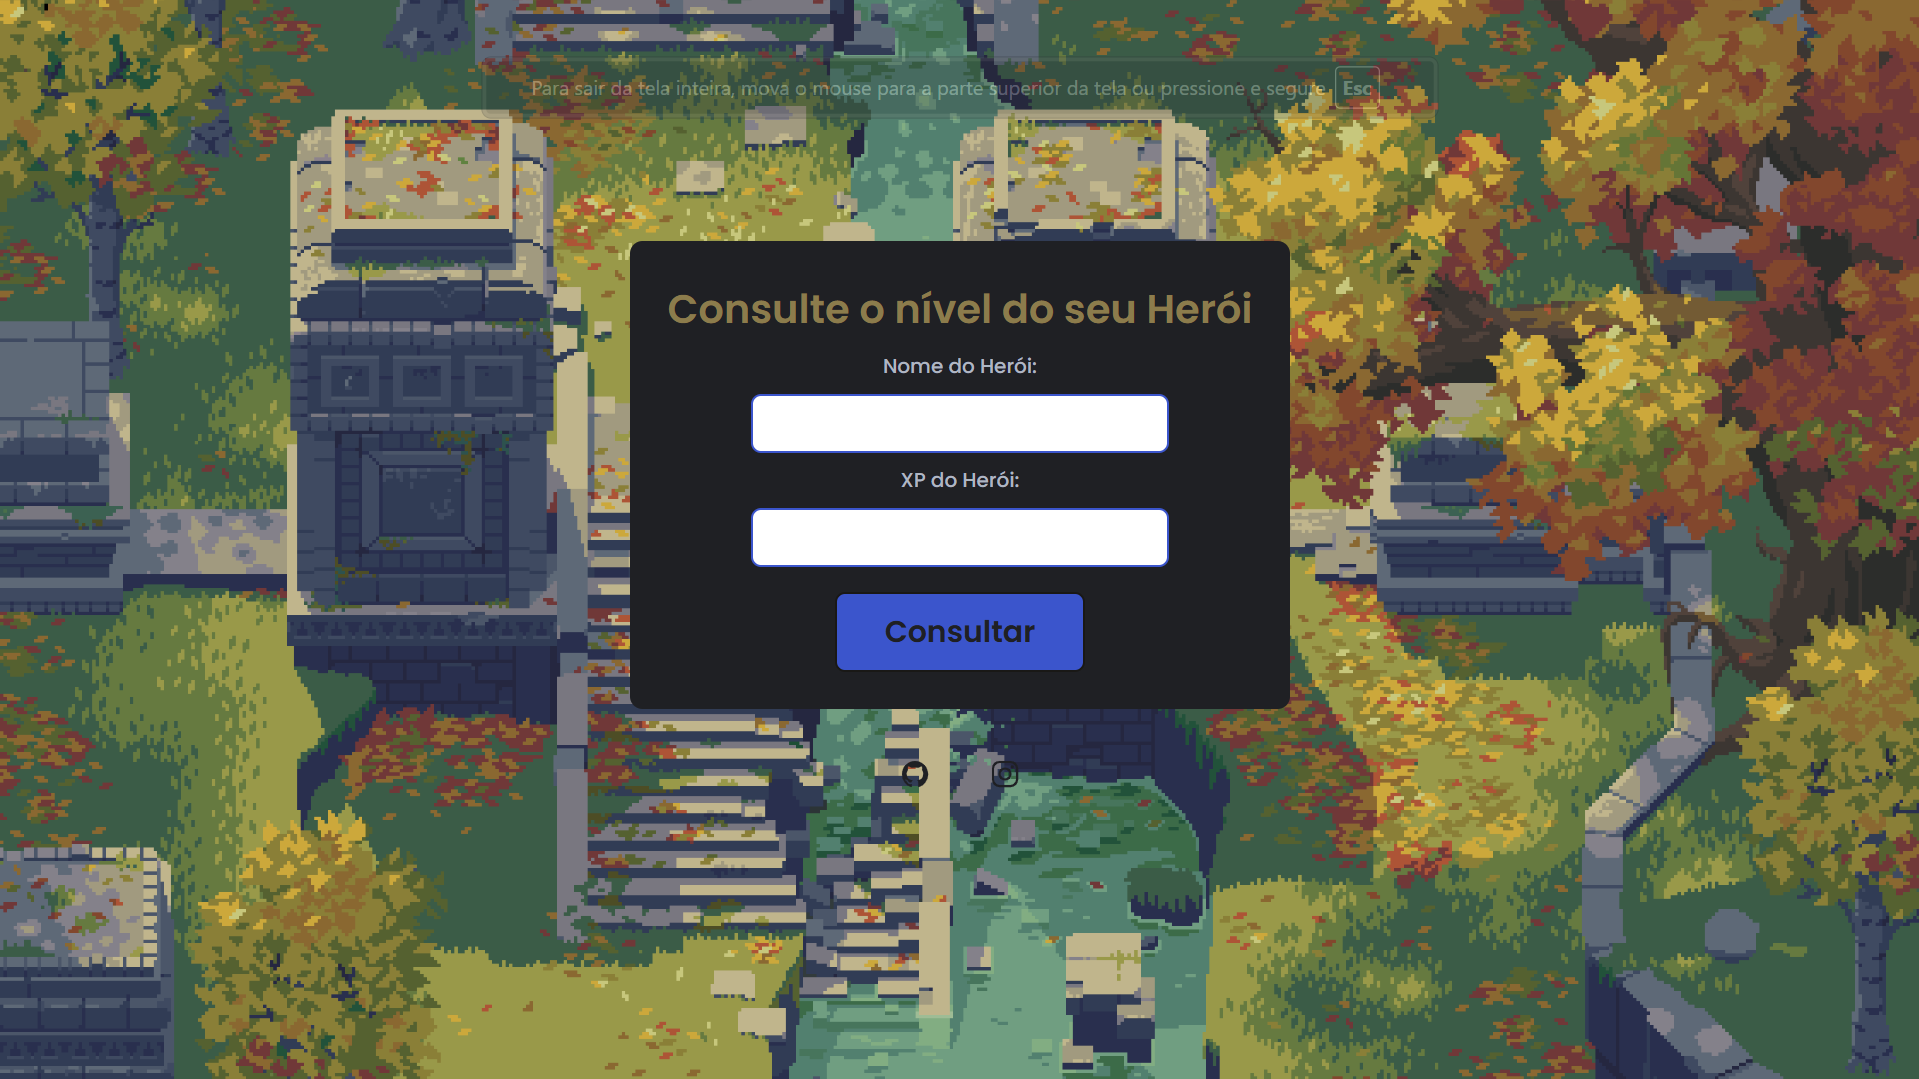 Para sair da tela inteira, mova o mouse para a parte superior da tela ou pressione e segure Esc
Consulte o nível do seu Herói
Nome do Herói:
XP do Herói:
Consultar